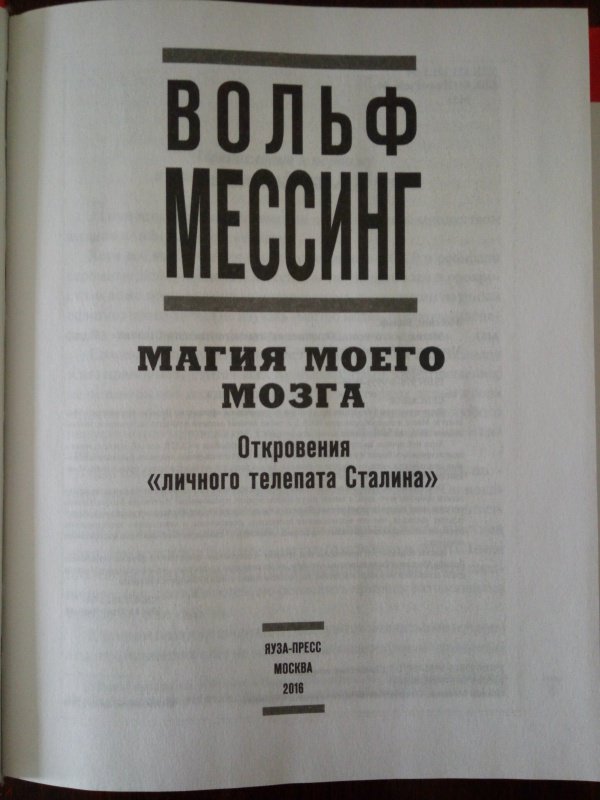 ВОЛЬФ
МЕССИНГ
МАГИЯ МОЕГО
МОЗГА
Откровения
«личного телепата Сталина»
ЯУЗА-ПРЕСС
МОСКВА
2016